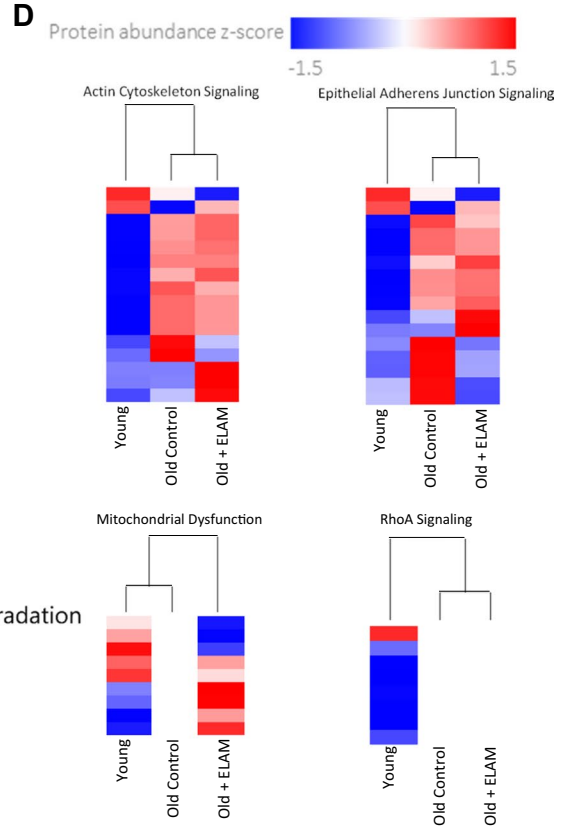 D
Protein abundance z-score
-1.5 1.5
Actin Cytoskeleton Signaling
Epithelial Adherens Junction Signaling
Young
Old Control
Old + ELAM
Young
Old Control
Old + ELAM
Mitochondrial Dysfunction
RhoA Signaling
radation
Young
Old Control
Old + ELAM
Young
Old Control
Old + ELAM